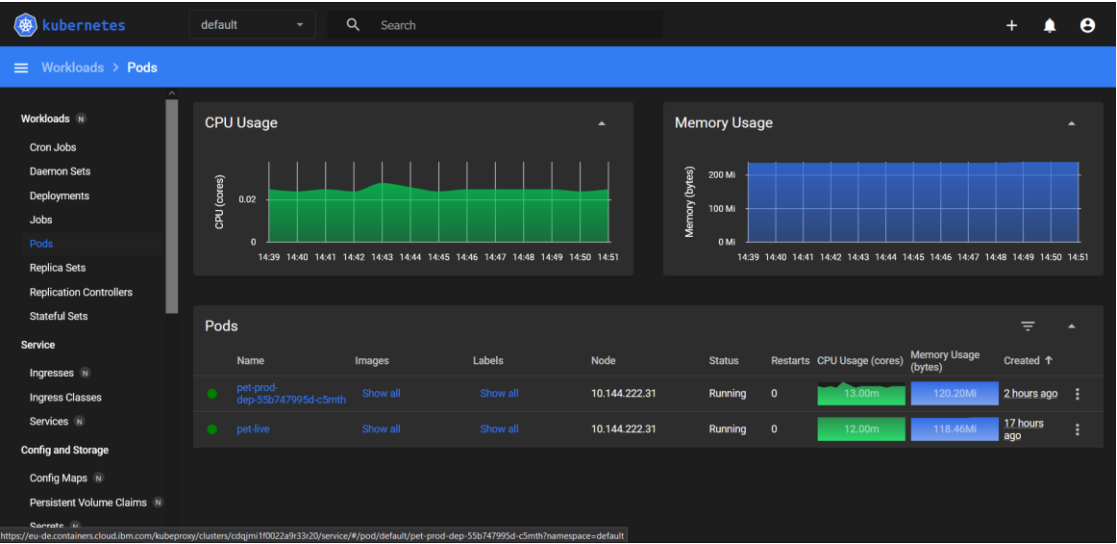 kubernetes
default
Search
Workloads > Pods
Workloads N
Cron Jobs
Daemon Sets
Deployments
Jobs
Pods
Replica Sets
Replication Controllers
Stateful Sets
Service
Ingresses N
Ingress Classes
Services N
Config and Storage
Config Maps N
Persistent Volume Claims N
Secrets N
CPU Usage
CPU (cores)
0.02
0
14:39 14:40 14:41 14:42 14:43 14:44 14:45 14:46 14:47 14:48 14:49 14:50 14:51
Memory Usage
Memory (bytes)
200 Mi
100 Mi
0 Mi
14:39 14:40 14:41 14:42 14:43 14:44 14:45 14:46 14:47 14:48 14:49 14:50 14:51
Pods
Name Images Labels Node Status Restarts CPU Usage (cores) Memory Usage (bytes) Created
pet-prod-
dep-55b747995d-c5mth Show all Show all 10.144.222.31 Running 0 13.00m 120.20Mi 2 hours ago
pet-live Show all Show all 10.144.222.31 Running 0 12.00m 118.46Mi 17 hours
ago
https://eu-de.containers.cloud.ibm.com/kubeproxy/clusters/cdqjmi1f0022a9r33r20/service/#/pod/default/pet-prod-dep-55b747995d-c5mth?namespace=default